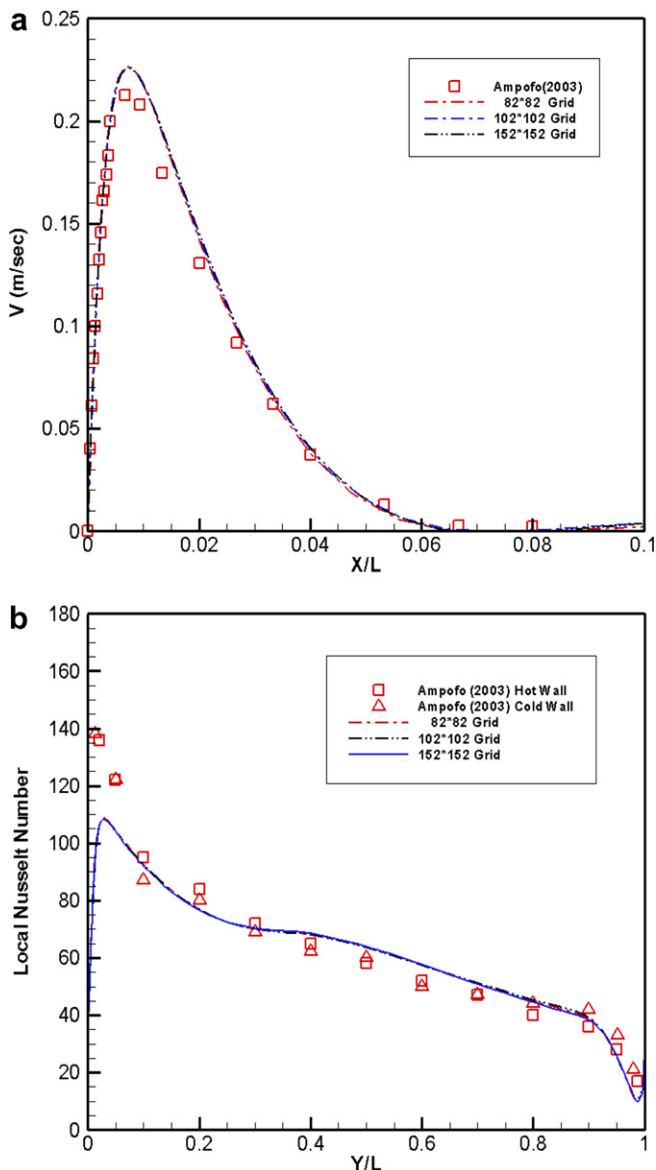 a
0.25
0.2
0.15
0.1
0.05
0
V (m/sec)
Ampofo(2003)
82*82 Grid
102*102 Grid
152*152 Grid
0 0.02 0.04 0.06 0.08 0.1
X/L
b
180
160
140
120
100
80
60
40
20
0
Local Nusselt Number
Ampofo (2003) Hot Wall
Ampofo (2003) Cold Wall
82*82 Grid
102*102 Grid
152*152 Grid
0 0.2 0.4 0.6 0.8 1
Y/L